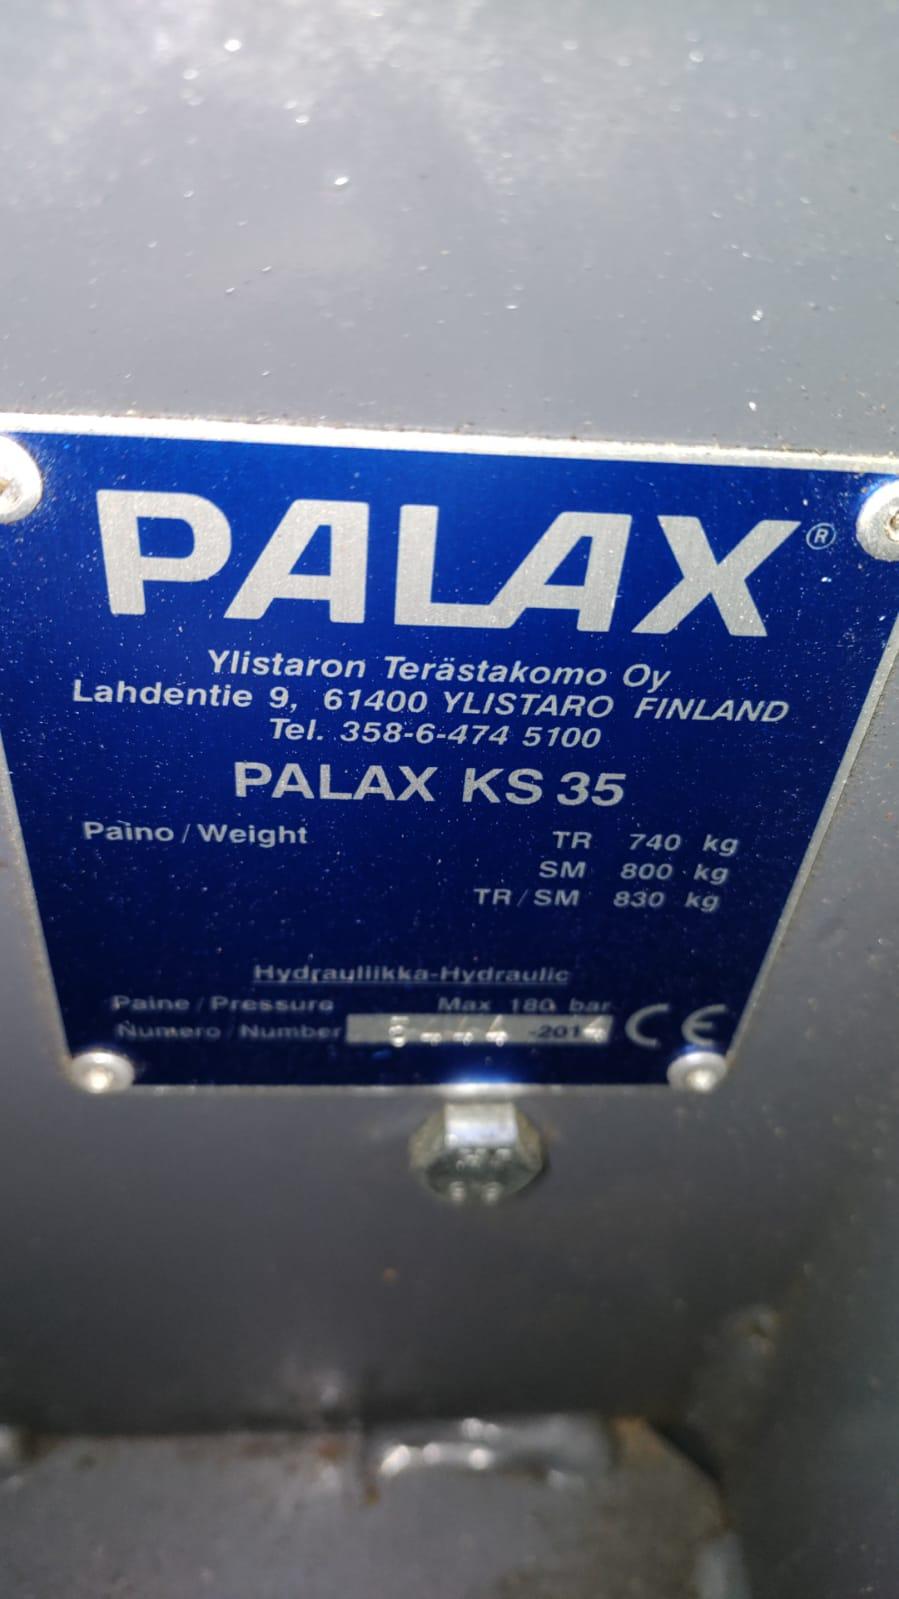 PALAX®
Ylistaron Terästakomo Oy
Lahdentie 9, 61400 YLISTARO FINLAND
Tel. 358-6-474 5100
PALAX KS 35
Paino / Weight TR 740 kg
SM 800 kg
TR / SM 830 kg
Hydrauliikka-Hydraulic
Paine / Pressure Max 180 bar
Numero / Number CE